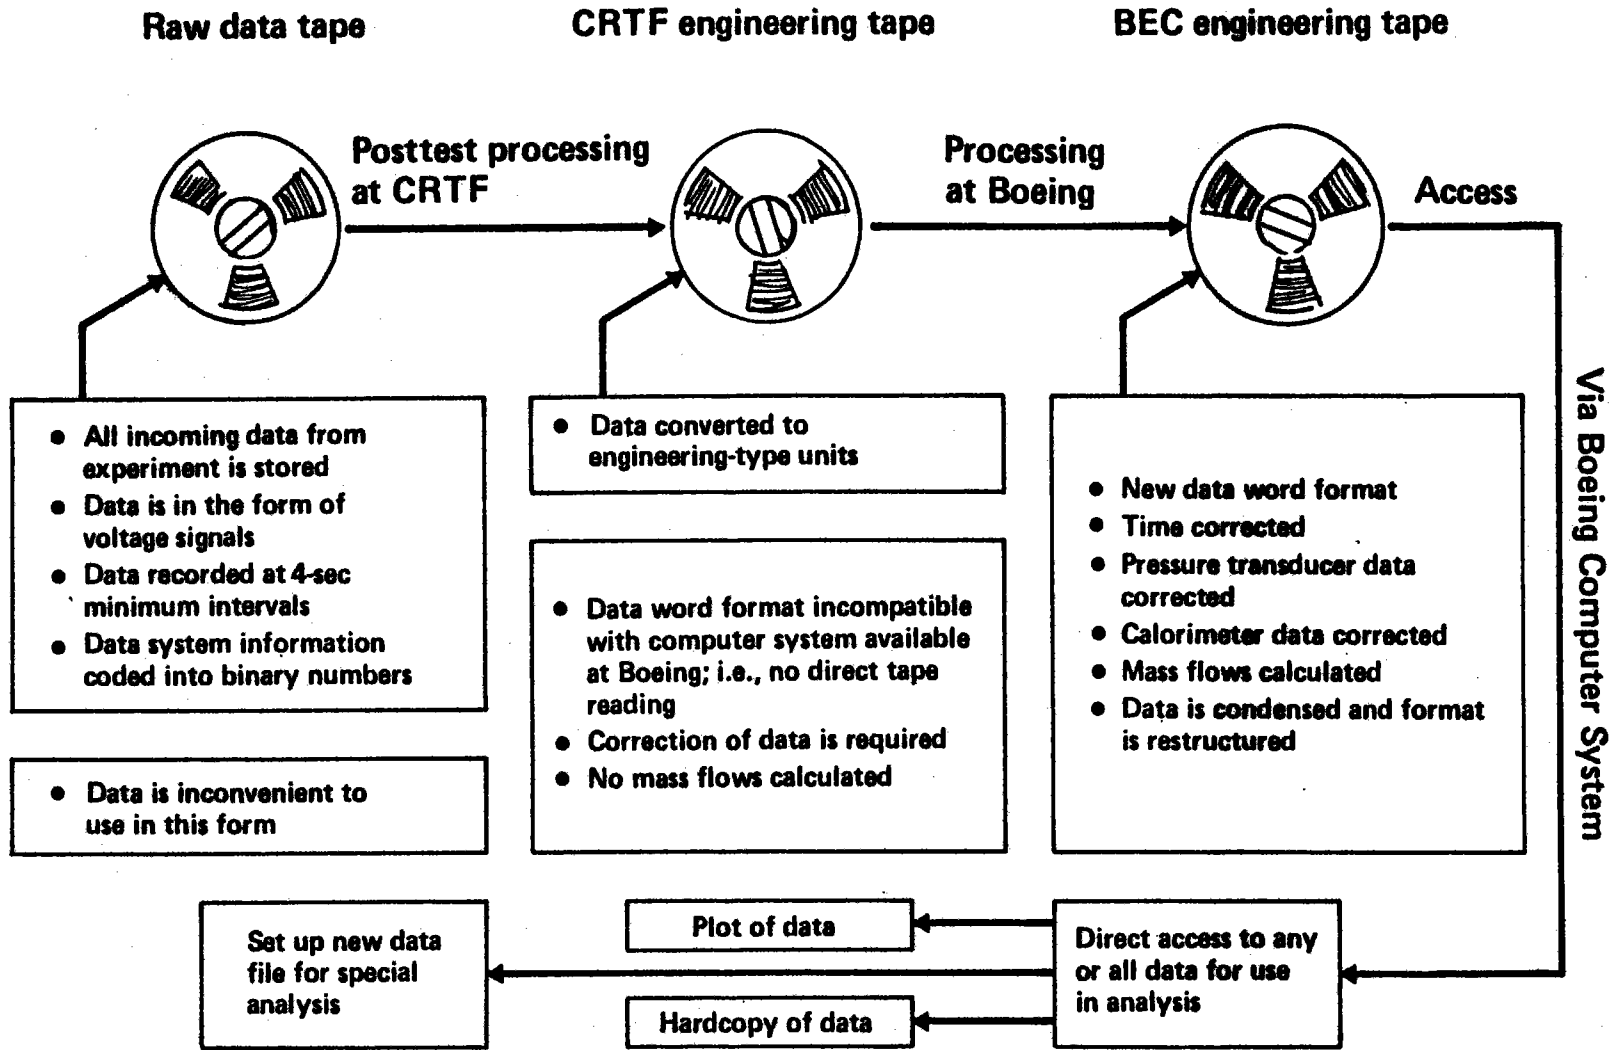 Raw data tape
CRTF engineering tape
BEC engineering tape
Posttest processing
at CRTF
Processing
at Boeing
Access
Via Boeing Computer System
• All incoming data from
experiment is stored
• Data is in the form of
voltage signals
• Data recorded at 4-sec
minimum intervals
• Data system information
coded into binary numbers
• Data is inconvenient to
use in this form
• Data converted to
engineering-type units
• Data word format incompatible
with computer system available
at Boeing; i.e., no direct tape
reading
• Correction of data is required
• No mass flows calculated
• New data word format
• Time corrected
• Pressure transducer data
corrected
• Calorimeter data corrected
• Mass flows calculated
• Data is condensed and format
is restructured
Set up new data
file for special
analysis
Plot of data
Hardcopy of data
Direct access to any
or all data for use
in analysis